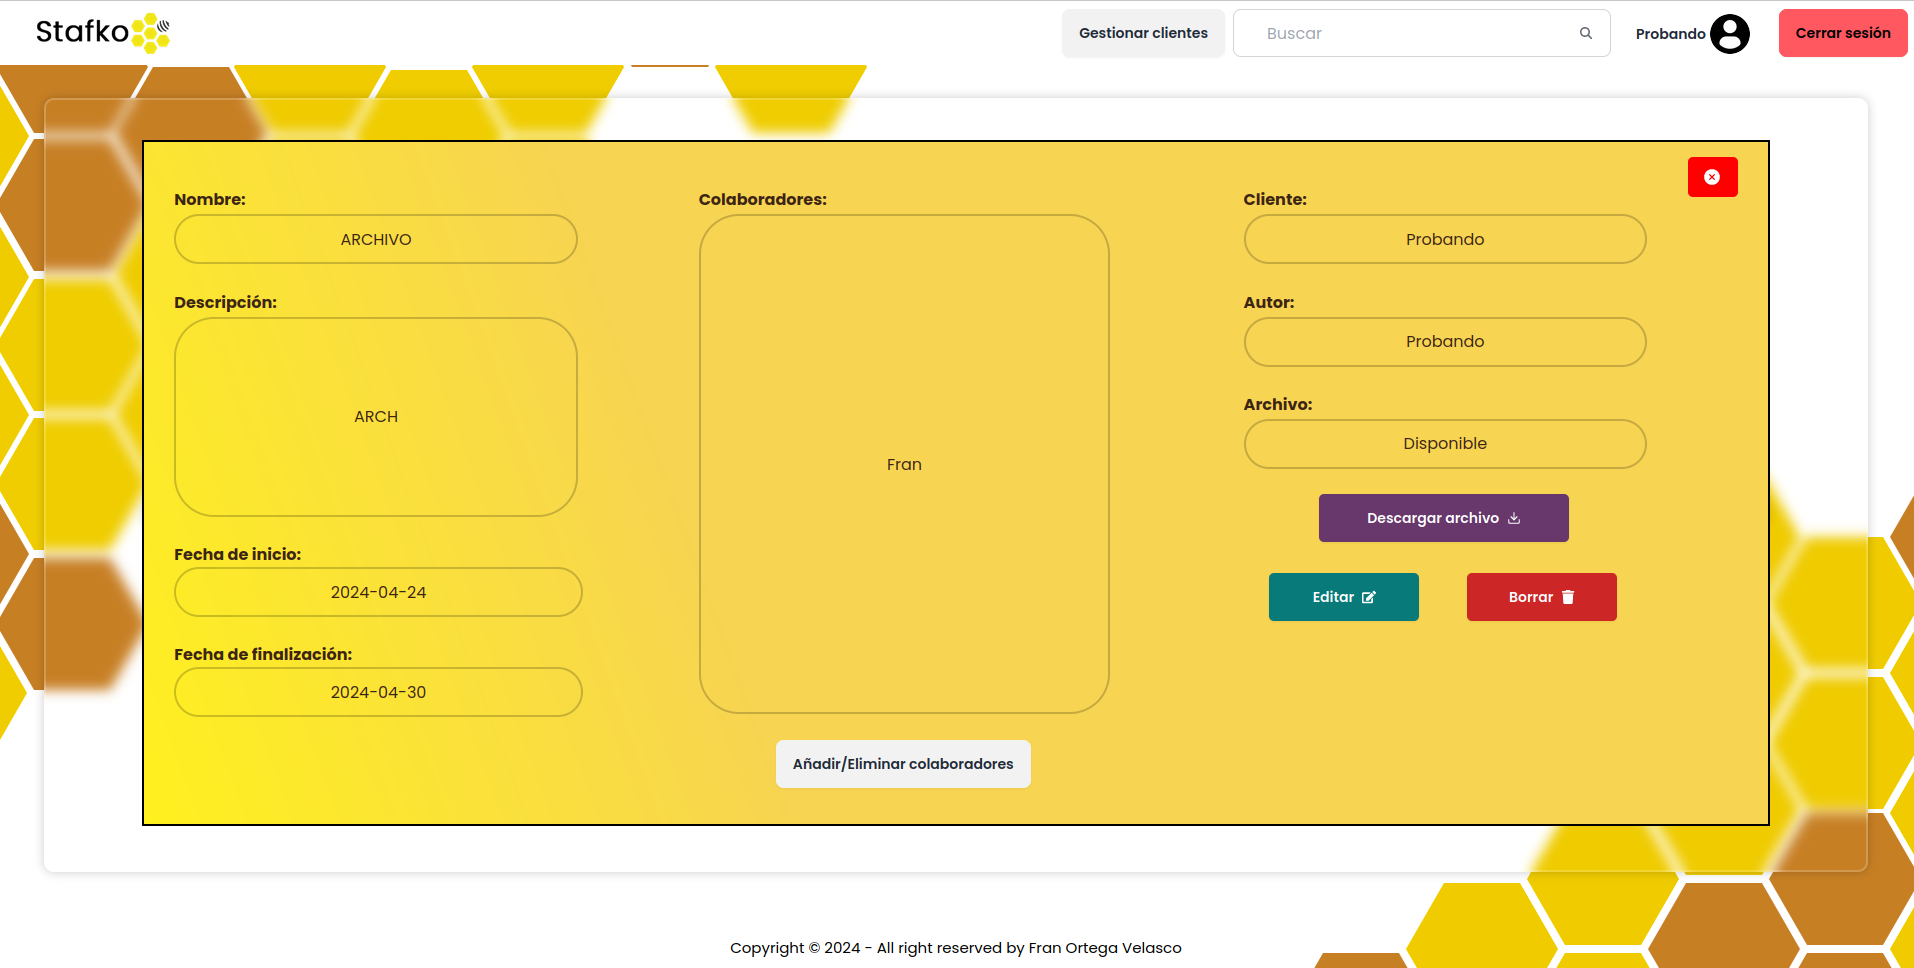 Stafko
Gestionar clientes
Buscar
Probando
Cerrar sesión
Nombre:
ARCHIVO
Descripción:
ARCH
Fecha de inicio:
2024-04-24
Fecha de finalización:
2024-04-30
Colaboradores:
Fran
Añadir/Eliminar colaboradores
Cliente:
Probando
Autor:
Probando
Archivo:
Disponible
Descargar archivo
Editar
Borrar
Copyright © 2024 - All right reserved by Fran Ortega Velasco